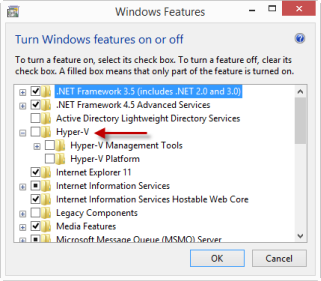 Windows Features
Turn Windows features on or off
To turn a feature on, select its check box. To turn a feature off, clear its
check box. A filled box means that only part of the feature is turned on.
.NET Framework 3.5 (includes .NET 2.0 and 3.0)
.NET Framework 4.5 Advanced Services
Active Directory Lightweight Directory Services
Hyper-V
Hyper-V Management Tools
Hyper-V Platform
Internet Explorer 11
Internet Information Services
Internet Information Services Hostable Web Core
Legacy Components
Media Features
Microsoft Message Queue (MSMQ) Server
OK Cancel